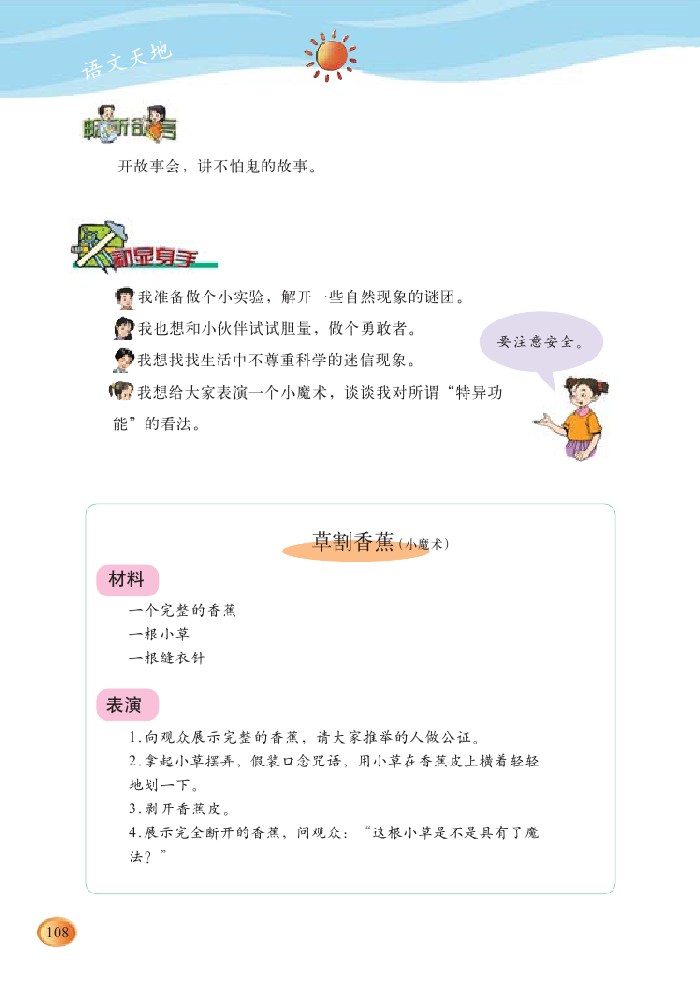 语文天地
畅所欲言
开故事会，讲不怕鬼的故事。
初显身手
我准备做个小实验，解开一些自然现象的谜团。
我也想和小伙伴试试胆量，做个勇敢者。
我想找找生活中不尊重科学的迷信现象。
我想给大家表演一个小魔术，谈谈我对所谓“特异功
能”的看法。
要注意安全。
草割香蕉（小魔术）
材料
一个完整的香蕉
一根小草
一根缝衣针
表演
1.向观众展示完整的香蕉，请大家推举的人做公证。
2.拿起小草摆弄，假装口念咒语，用小草在香蕉皮上横着轻轻
地划一下。
3.剥开香蕉皮。
4.展示完全断开的香蕉，问观众：“这根小草是不是具有了魔
法？”
108